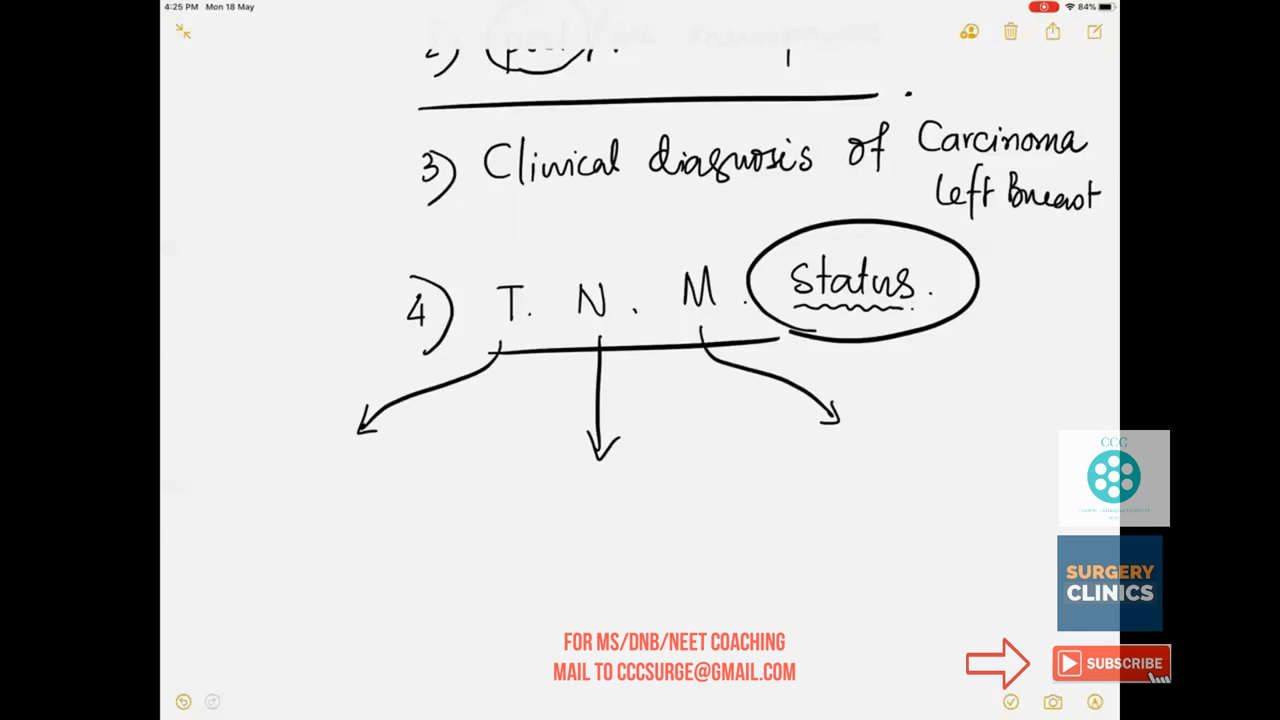 4:25 PM Mon 18 May
84%
2)
3) Clinical diagnosis of Carcinoma
left Breast
4) T. N. M. Status.
CCC
SURGERY
CLINICS
FOR MS/DNB/NEET COACHING
MAIL TO CCCSURGE@GMAIL.COM
SUBSCRIBE